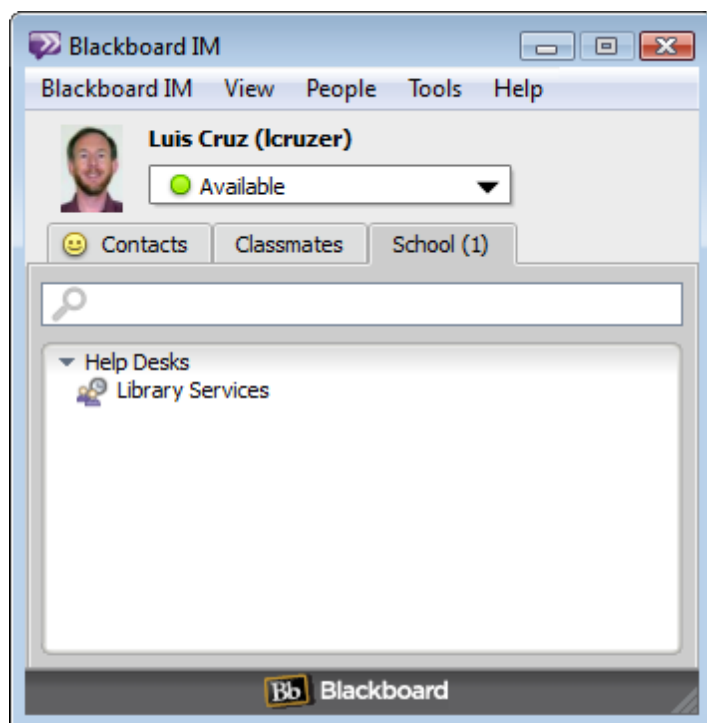 Blackboard IM
Blackboard IM View People Tools Help
Luis Cruz (lcruzer)
Available
Contacts Classmates School (1)
Help Desks
Library Services
Bb Blackboard